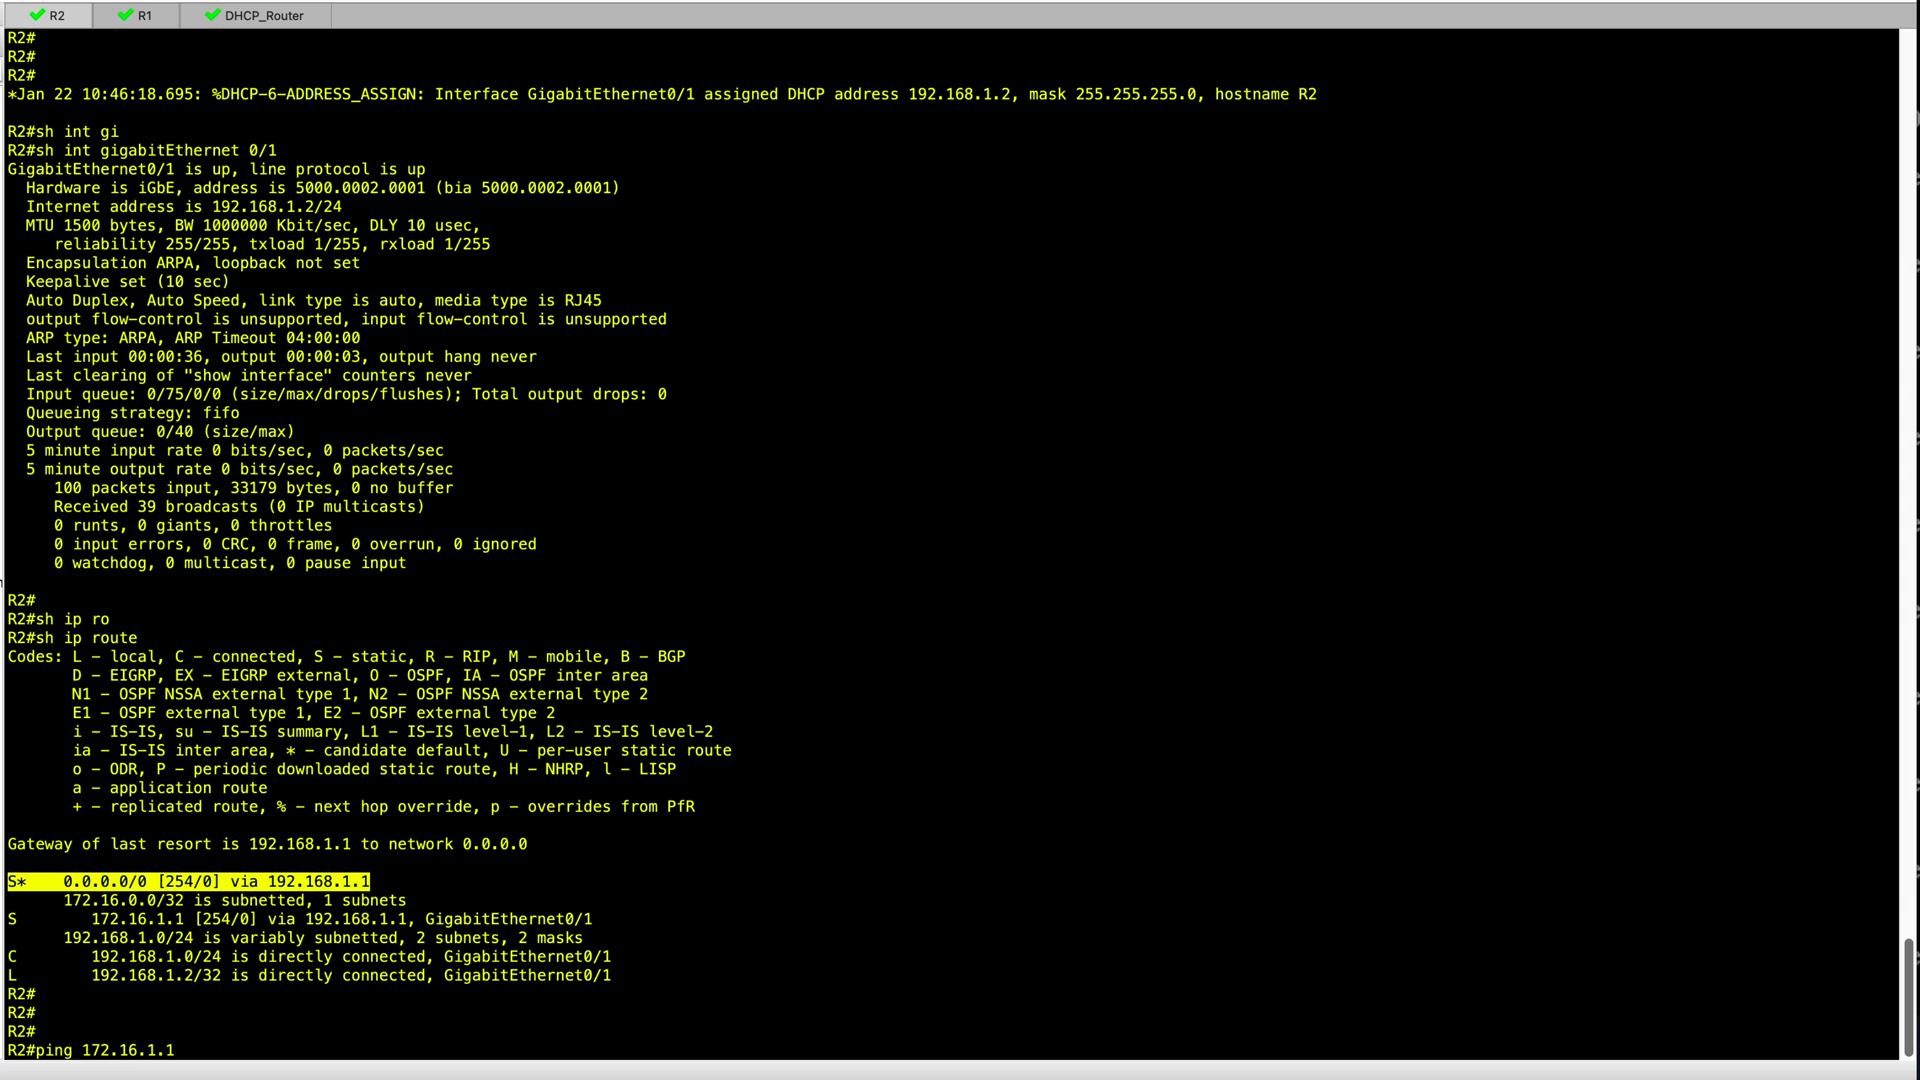 R2 R1 DHCP_Router
R2#
R2#
R2#
*Jan 22 10:46:18.695: %DHCP-6-ADDRESS_ASSIGN: Interface GigabitEthernet0/1 assigned DHCP address 192.168.1.2, mask 255.255.255.0, hostname R2
R2#sh int gi
R2#sh int gigabitEthernet 0/1
GigabitEthernet0/1 is up, line protocol is up
Hardware is iGbE, address is 5000.0002.0001 (bia 5000.0002.0001)
Internet address is 192.168.1.2/24
MTU 1500 bytes, BW 1000000 Kbit/sec, DLY 10 usec,
reliability 255/255, txload 1/255, rxload 1/255
Encapsulation ARPA, loopback not set
Keepalive set (10 sec)
Auto Duplex, Auto Speed, link type is auto, media type is RJ45
output flow-control is unsupported, input flow-control is unsupported
ARP type: ARPA, ARP Timeout 04:00:00
Last input 00:00:36, output 00:00:03, output hang never
Last clearing of "show interface" counters never
Input queue: 0/75/0/0 (size/max/drops/flushes); Total output drops: 0
Queueing strategy: fifo
Output queue: 0/40 (size/max)
5 minute input rate 0 bits/sec, 0 packets/sec
5 minute output rate 0 bits/sec, 0 packets/sec
100 packets input, 33179 bytes, 0 no buffer
Received 39 broadcasts (0 IP multicasts)
0 runts, 0 giants, 0 throttles
0 input errors, 0 CRC, 0 frame, 0 overrun, 0 ignored
0 watchdog, 0 multicast, 0 pause input
R2#
R2#sh ip ro
R2#sh ip route
Codes: L - local, C - connected, S - static, R - RIP, M - mobile, B - BGP
D - EIGRP, EX - EIGRP external, O - OSPF, IA - OSPF inter area
N1 - OSPF NSSA external type 1, N2 - OSPF NSSA external type 2
E1 - OSPF external type 1, E2 - OSPF external type 2
i - IS-IS, su - IS-IS summary, L1 - IS-IS level-1, L2 - IS-IS level-2
ia - IS-IS inter area, * - candidate default, U - per-user static route
o - ODR, P - periodic downloaded static route, H - NHRP, l - LISP
a - application route
+ - replicated route, % - next hop override, p - overrides from PfR
Gateway of last resort is 192.168.1.1 to network 0.0.0.0
S* 0.0.0.0/0 [254/0] via 192.168.1.1
172.16.0.0/32 is subnetted, 1 subnets
S 172.16.1.1 [254/0] via 192.168.1.1, GigabitEthernet0/1
192.168.1.0/24 is variably subnetted, 2 subnets, 2 masks
C 192.168.1.0/24 is directly connected, GigabitEthernet0/1
L 192.168.1.2/32 is directly connected, GigabitEthernet0/1
R2#
R2#
R2#
R2#ping 172.16.1.1